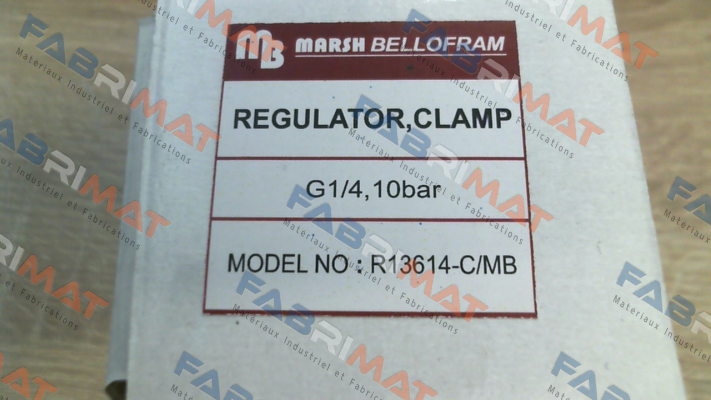 MB MARSH BELLOFRAM
REGULATOR,CLAMP
G1/4,10bar
MODEL NO : R13614-C/MB
FABRIMAT
Materiaux Industriel et Fabrications